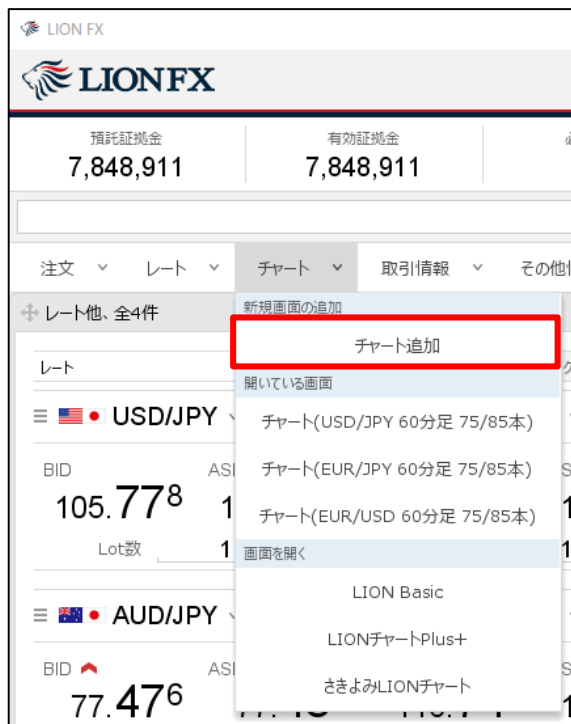 LION FX
LIONFX
預託証拠金 有効証拠金
7,848,911 7,848,911
注文 レート チャート 取引情報 その他
レート他、全4件 新規画面の追加
チャート追加
レート
開いている画面
USD/JPY チャート(USD/JPY 60分足 75/85本)
BID チャート(EUR/JPY 60分足 75/85本)
105.778 チャート(EUR/USD 60分足 75/85本)
Lot数 1 画面を開く
LION Basic
AUD/JPY
LIONチャートPlus+
BID さきよみLIONチャート
77.476